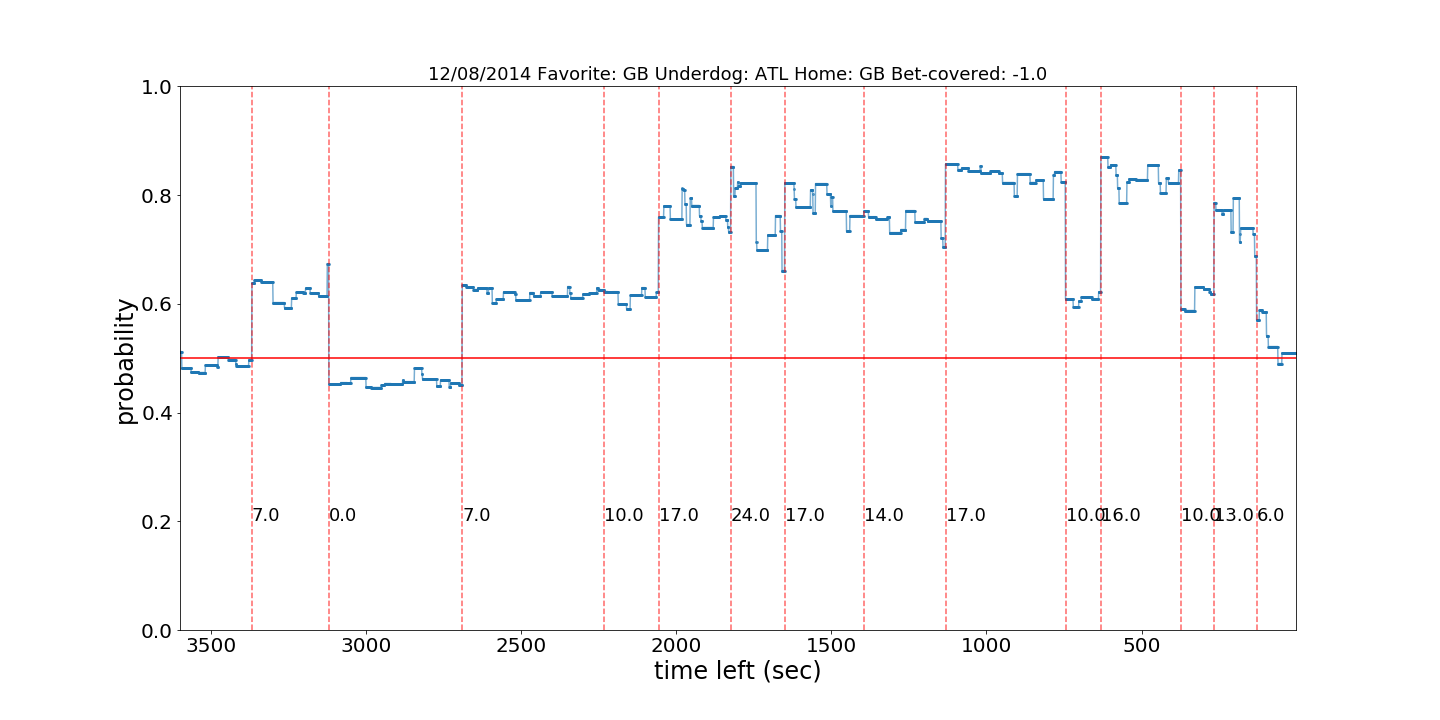 12/08/2014 Favorite: GB Underdog: ATL Home: GB Bet-covered: -1.0
1.0
0.8
0.6
0.4
0.2
0.0
probability
7.0 0.0 7.0 10.0 17.0 24.0 17.0 14.0 17.0 10.0 16.0 10.0 13.0 6.0
3500 3000 2500 2000 1500 1000 500
time left (sec)